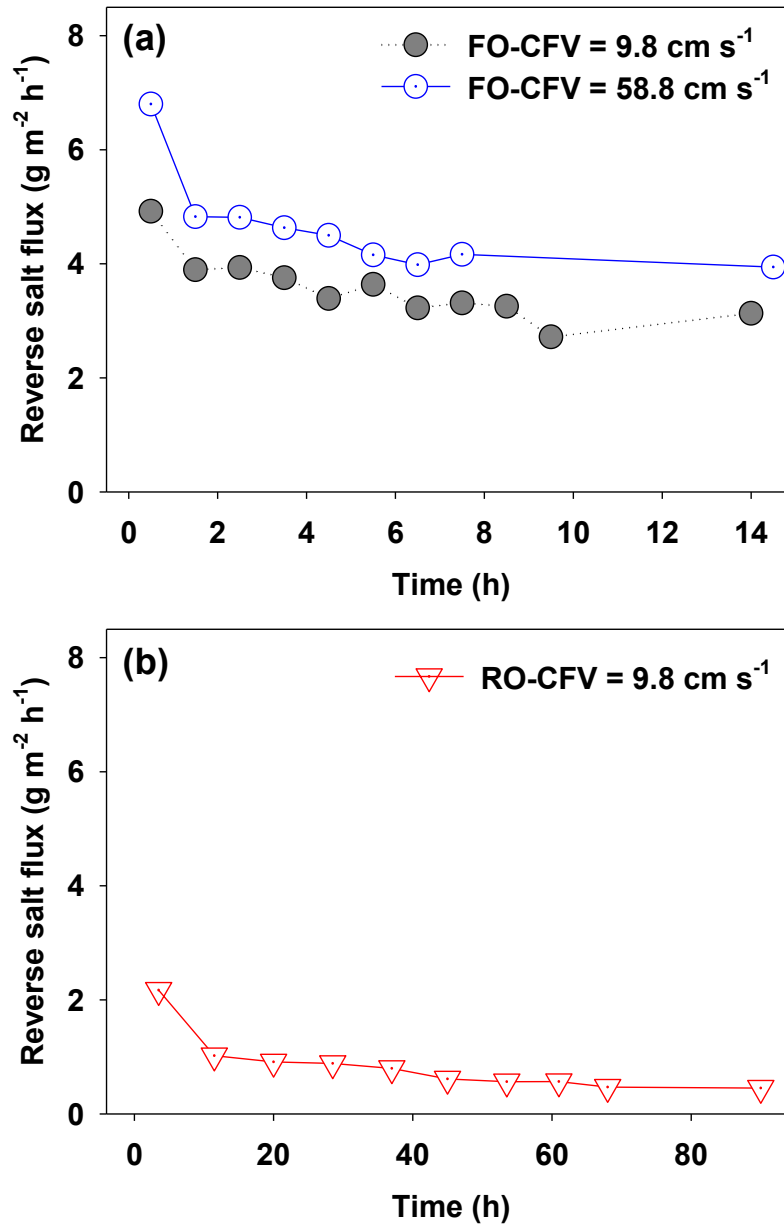 (a)
FO-CFV = 9.8 cm s⁻¹
FO-CFV = 58.8 cm s⁻¹
Reverse salt flux (g m⁻² h⁻¹)
8
6
4
2
0
0 2 4 6 8 10 12 14
Time (h)
(b)
RO-CFV = 9.8 cm s⁻¹
Reverse salt flux (g m⁻² h⁻¹)
8
6
4
2
0
0 20 40 60 80
Time (h)